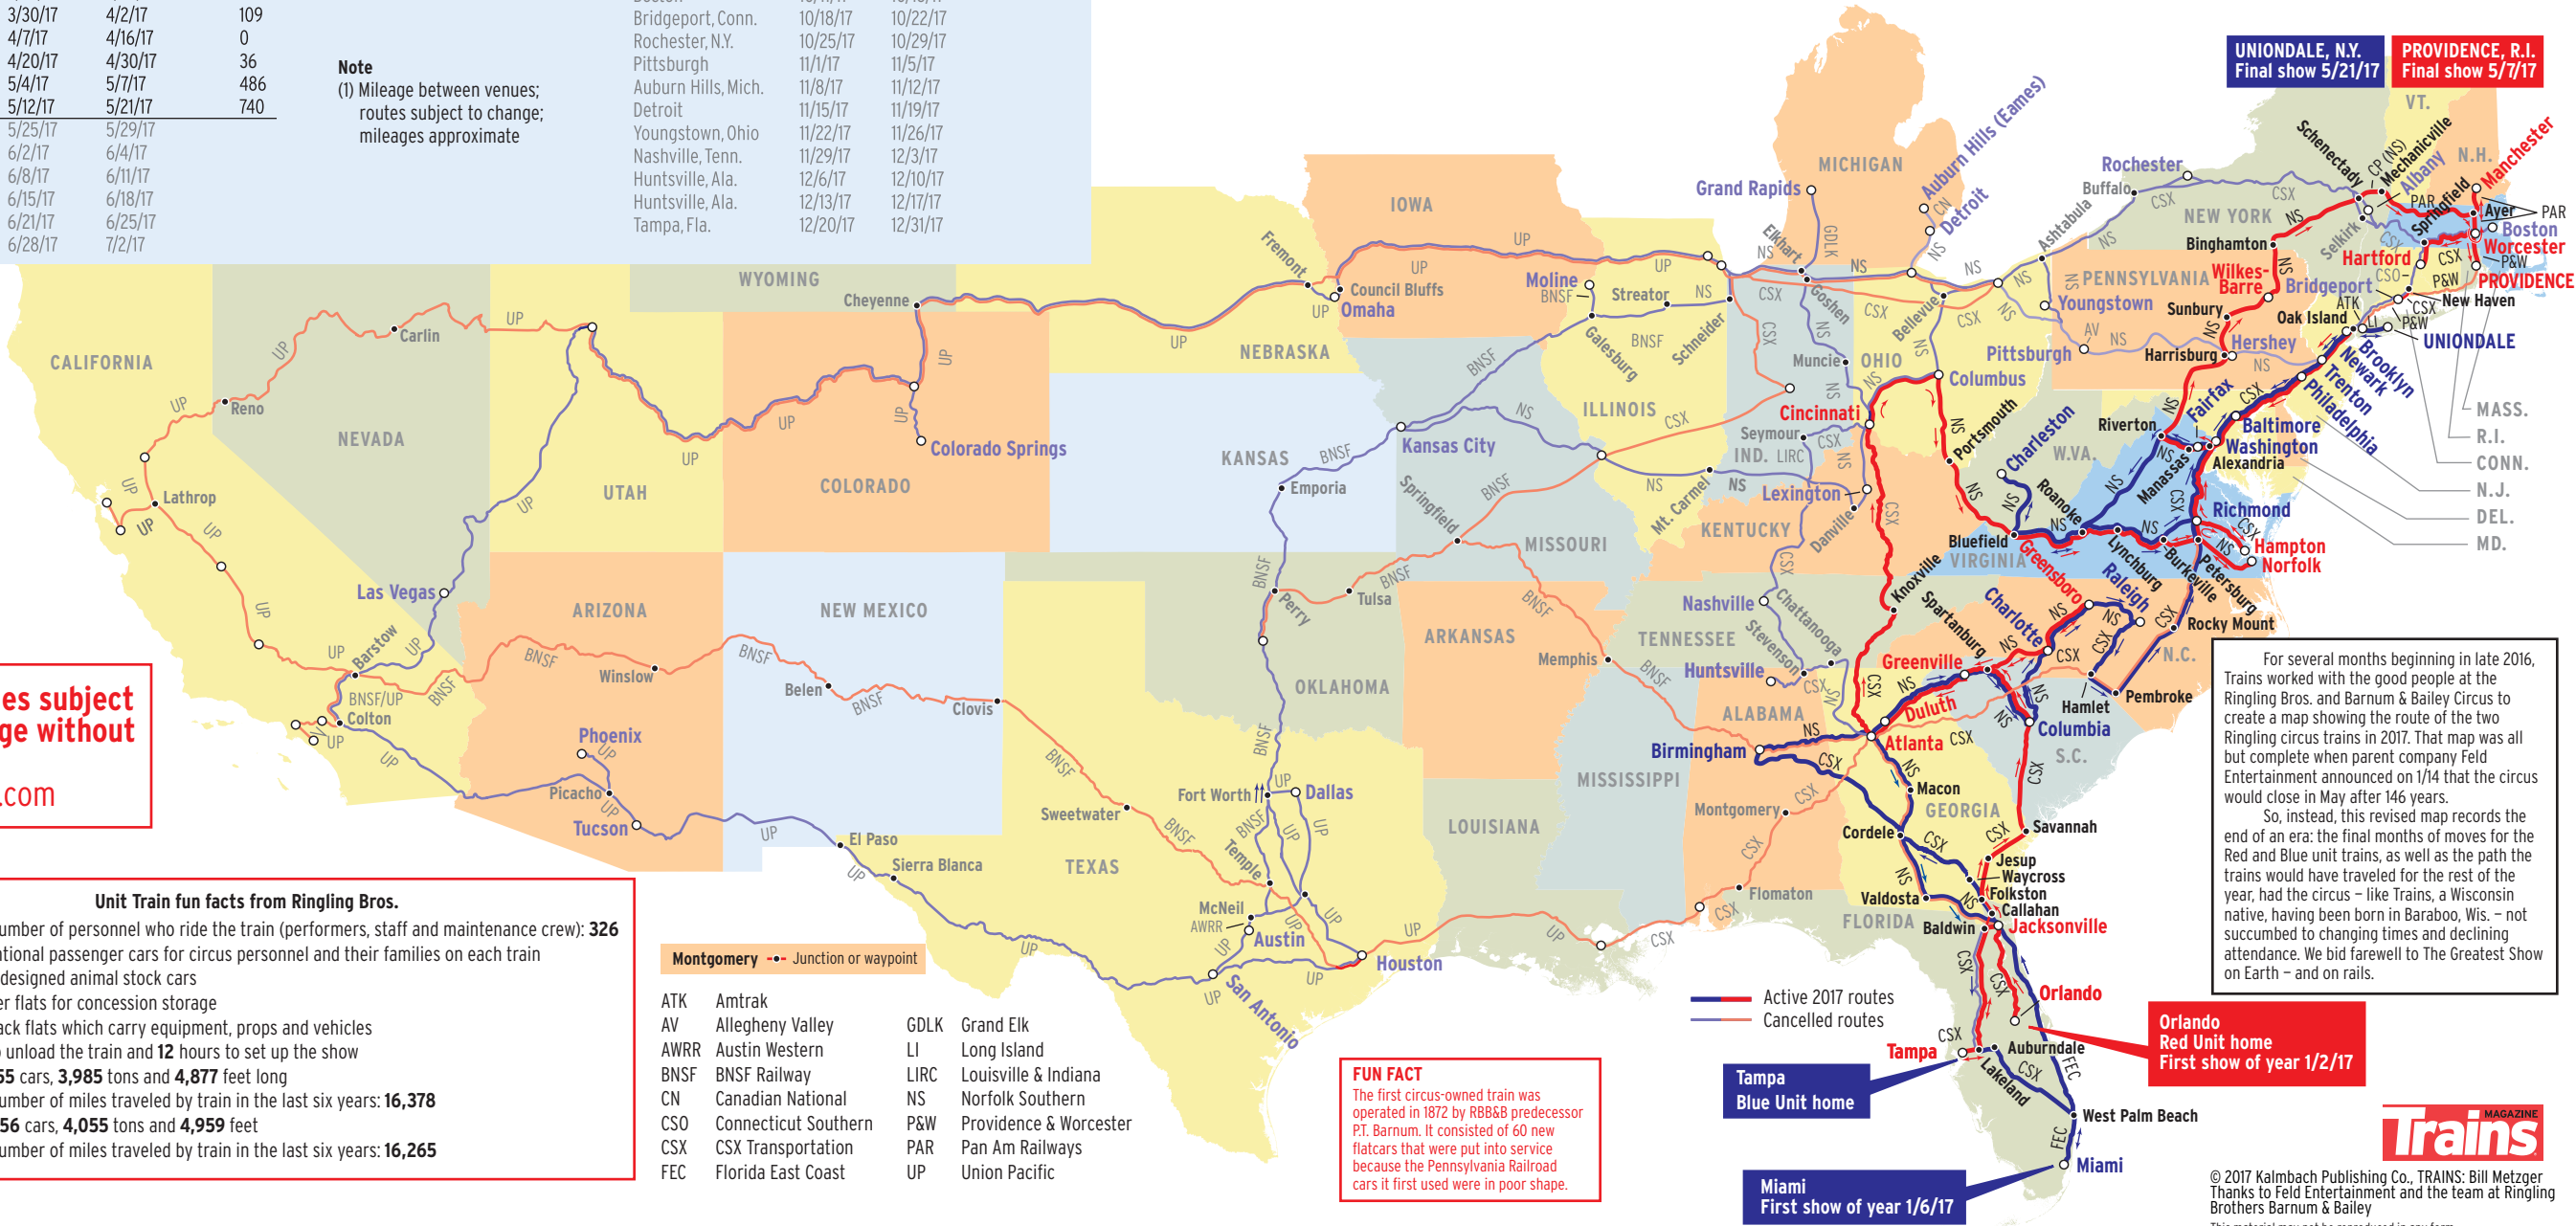 3/30/17 4/2/17 109
4/7/17 4/16/17 0
4/20/17 4/30/17 36
5/4/17 5/7/17 486
5/12/17 5/21/17 740
5/25/17 5/29/17
6/2/17 6/4/17
6/8/17 6/11/17
6/15/17 6/18/17
6/21/17 6/25/17
6/28/17 7/2/17
Note
(1) Mileage between venues;
routes subject to change;
mileages approximate
Bridgeport, Conn. 10/18/17 10/22/17
Rochester, N.Y. 10/25/17 10/29/17
Pittsburgh 11/1/17 11/5/17
Auburn Hills, Mich. 11/8/17 11/12/17
Detroit 11/15/17 11/19/17
Youngstown, Ohio 11/22/17 11/26/17
Nashville, Tenn. 11/29/17 12/3/17
Huntsville, Ala. 12/6/17 12/10/17
Huntsville, Ala. 12/13/17 12/17/17
Tampa, Fla. 12/20/17 12/31/17
UNIONDALE, N.Y.
Final show 5/21/17
PROVIDENCE, R.I.
Final show 5/7/17
CALIFORNIA
NEVADA
UTAH
ARIZONA
WYOMING
COLORADO
NEW MEXICO
NEBRASKA
KANSAS
OKLAHOMA
TEXAS
IOWA
MISSOURI
ARKANSAS
LOUISIANA
ILLINOIS
MISSISSIPPI
MICHIGAN
IND.
OHIO
KENTUCKY
TENNESSEE
ALABAMA
GEORGIA
FLORIDA
S.C.
N.C.
VIRGINIA
W.VA.
PENNSYLVANIA
NEW YORK
VT.
N.H.
MASS.
R.I.
CONN.
N.J.
DEL.
MD.
Reno
Carlin
Lathrop
Las Vegas
Barstow
Colton
Phoenix
Picacho
Tucson
Winslow
Belen
Clovis
Cheyenne
Colorado Springs
El Paso
Sierra Blanca
Sweetwater
Fort Worth
Dallas
Temple
McNeil
AWRR
Austin
San Antonio
Houston
Perry
Tulsa
Emporia
Kansas City
Springfield
Memphis
Fremont
Council Bluffs
Omaha
Moline
Galesburg
Streator
Schneider
Mt. Carmel
Grand Rapids
Elkhart
Goshen
Muncie
Seymour
LIRC
GDLK
Auburn Hills (Eames)
CN
Detroit
Bellevue
Columbus
Cincinnati
Portsmouth
Lexington
Danville
Nashville
Chattanooga
Stevenson
Huntsville
Knoxville
Birmingham
Montgomery
Flomaton
Atlanta
Duluth
Greenville
Spartanburg
Charlotte
Greensboro
Raleigh
Columbia
Hamlet
Pembroke
Rocky Mount
Petersburg
Burkeville
Lynchburg
Roanoke
Bluefield
Charleston
Richmond
Hampton
Norfolk
Manassas
Riverton
Alexandria
Washington
Baltimore
Fairfax
Philadelphia
Trenton
Newark
Brooklyn
UNIONDALE
Oak Island
New Haven
Bridgeport
Hartford
Springfield
Worcester
PROVIDENCE
Boston
Ayer
Manchester
Albany
Mechanicville
CP (NS)
Schenectady
Selkirk
Binghamton
Wilkes-
Barre
Sunbury
Harrisburg
Hershey
Pittsburgh
Youngstown
Ashtabula
Buffalo
Rochester
Macon
Cordele
Valdosta
Savannah
Jesup
Waycross
Folkston
Callahan
Jacksonville
Baldwin
Orlando
Auburndale
Lakeland
Tampa
West Palm Beach
Miami
UP
BNSF
BNSF/UP
NS
CSX
FEC
AV
PAR
P&W
CSO
ATK
LI
es subject
ge without
.com
Unit Train fun facts from Ringling Bros.
umber of personnel who ride the train (performers, staff and maintenance crew): 326
tional passenger cars for circus personnel and their families on each train
designed animal stock cars
er flats for concession storage
ack flats which carry equipment, props and vehicles
unload the train and 12 hours to set up the show
55 cars, 3,985 tons and 4,877 feet long
umber of miles traveled by train in the last six years: 16,378
56 cars, 4,055 tons and 4,959 feet
umber of miles traveled by train in the last six years: 16,265
Montgomery Junction or waypoint
ATK Amtrak
AV Allegheny Valley
AWRR Austin Western
BNSF BNSF Railway
CN Canadian National
CSO Connecticut Southern
CSX CSX Transportation
FEC Florida East Coast
GDLK Grand Elk
LI Long Island
LIRC Louisville & Indiana
NS Norfolk Southern
P&W Providence & Worcester
PAR Pan Am Railways
UP Union Pacific
FUN FACT
The first circus-owned train was
operated in 1872 by RBB&B predecessor
P.T. Barnum. It consisted of 60 new
flatcars that were put into service
because the Pennsylvania Railroad
cars it first used were in poor shape.
Active 2017 routes
Cancelled routes
Tampa
Blue Unit home
Miami
First show of year 1/6/17
Orlando
Red Unit home
First show of year 1/2/17
For several months beginning in late 2016,
Trains worked with the good people at the
Ringling Bros. and Barnum & Bailey Circus to
create a map showing the route of the two
Ringling circus trains in 2017. That map was all
but complete when parent company Feld
Entertainment announced on 1/14 that the circus
would close in May after 146 years.
So, instead, this revised map records the
end of an era: the final months of moves for the
Red and Blue unit trains, as well as the path the
trains would have traveled for the rest of the
year, had the circus – like Trains, a Wisconsin
native, having been born in Baraboo, Wis. – not
succumbed to changing times and declining
attendance. We bid farewell to The Greatest Show
on Earth – and on rails.
Trains MAGAZINE
© 2017 Kalmbach Publishing Co., TRAINS: Bill Metzger
Thanks to Feld Entertainment and the team at Ringling
Brothers Barnum & Bailey